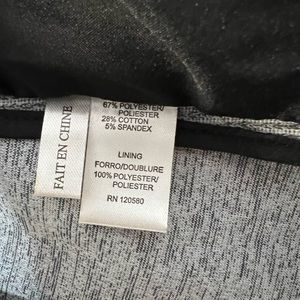 67% POLYESTER/
POLIESTER
28% COTTON
5% SPANDEX
LINING
FORRO/DOUBLURE
100% POLYESTER/
POLIESTER
RN 120580
FAIT EN CHINE